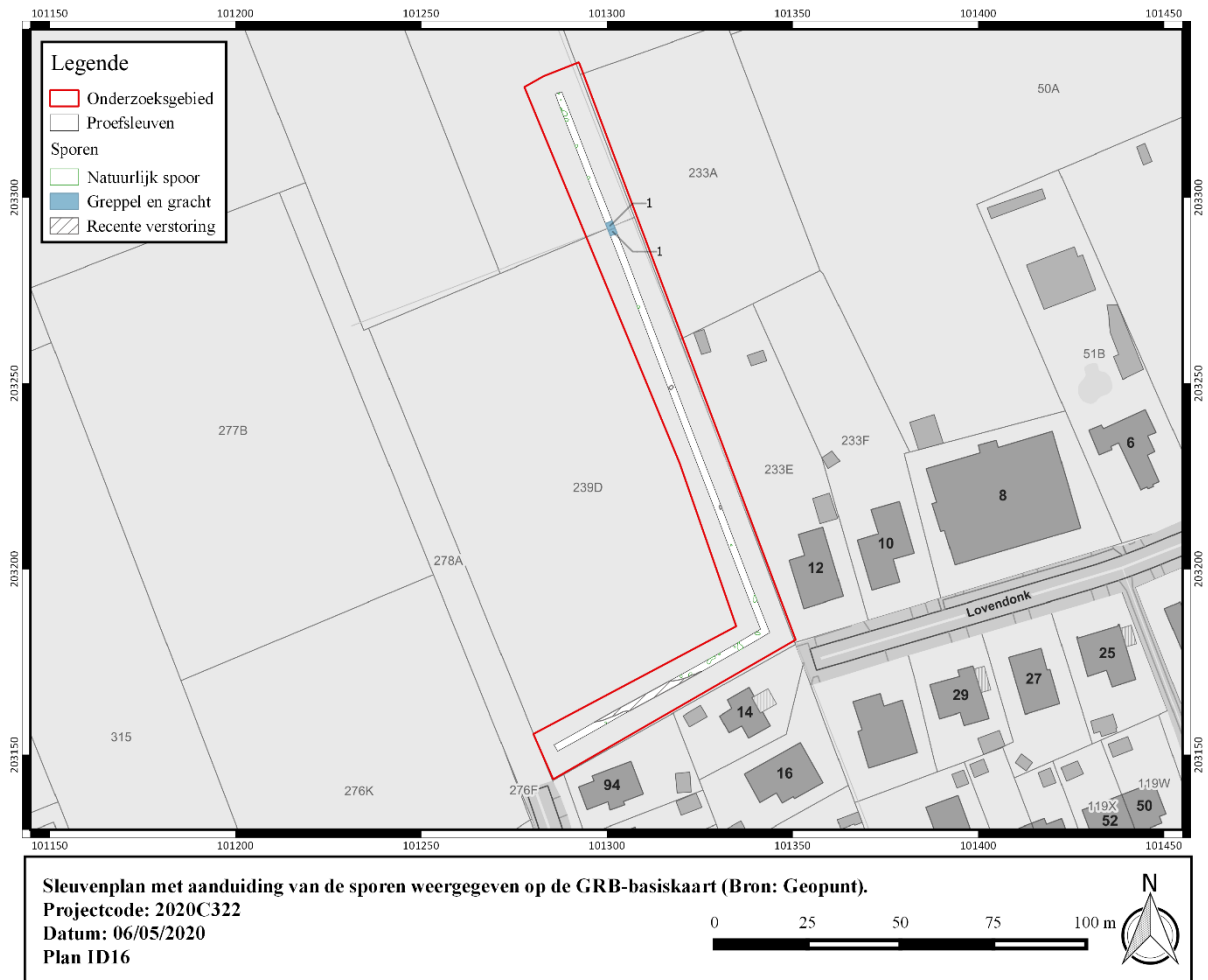 101150 101200 101250 101300 101350 101400 101450
Legende
Onderzoeksgebied
Proefsleuven
Sporen
Natuurlijk spoor
Greppel en gracht
Recente verstoring
50A
233A
203300
203300
1
1
51B
203250
203250
277B
233F
6
233E
239D
8
10
278A
12
203200
203200
Lovendonk
25
27
29
14
315
16
203150
203150
94
276K
276F
119W
119X
50
52
101150 101200 101250 101300 101350 101400 101450
Sleuvenplan met aanduiding van de sporen weergegeven op de GRB-basiskaart (Bron: Geopunt).
Projectcode: 2020C322
Datum: 06/05/2020
Plan ID16
0 25 50 75 100 m
N